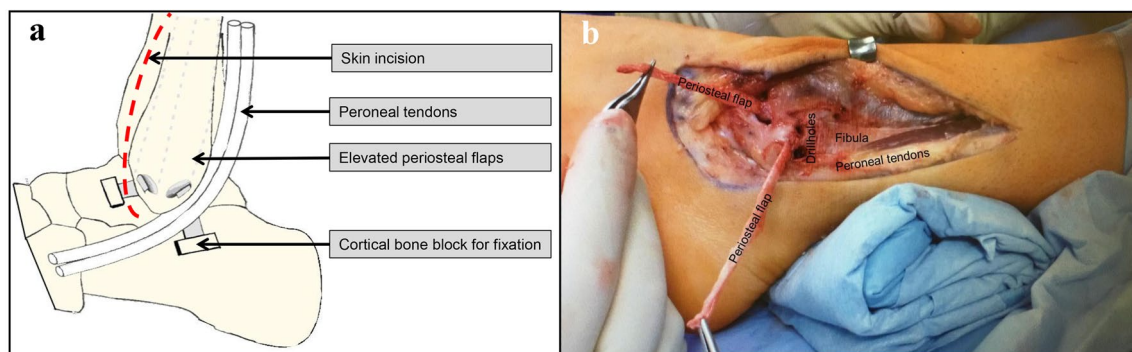 a
Skin incision
Peroneal tendons
Elevated periosteal flaps
Cortical bone block for fixation
b
Periosteal flap
Drillholes
Fibula
Peroneal tendons
Periosteal flap